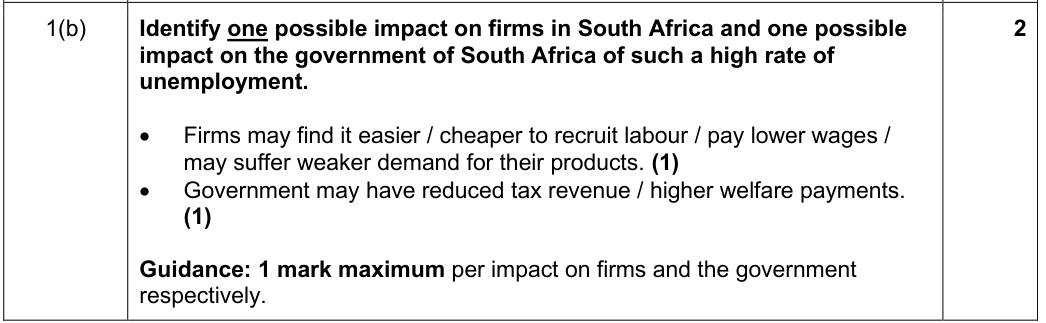 1(b)
Identify one possible impact on firms in South Africa and one possible
impact on the government of South Africa of such a high rate of
unemployment.
2
• Firms may find it easier / cheaper to recruit labour / pay lower wages /
may suffer weaker demand for their products. (1)
• Government may have reduced tax revenue / higher welfare payments.
(1)
Guidance: 1 mark maximum per impact on firms and the government
respectively.